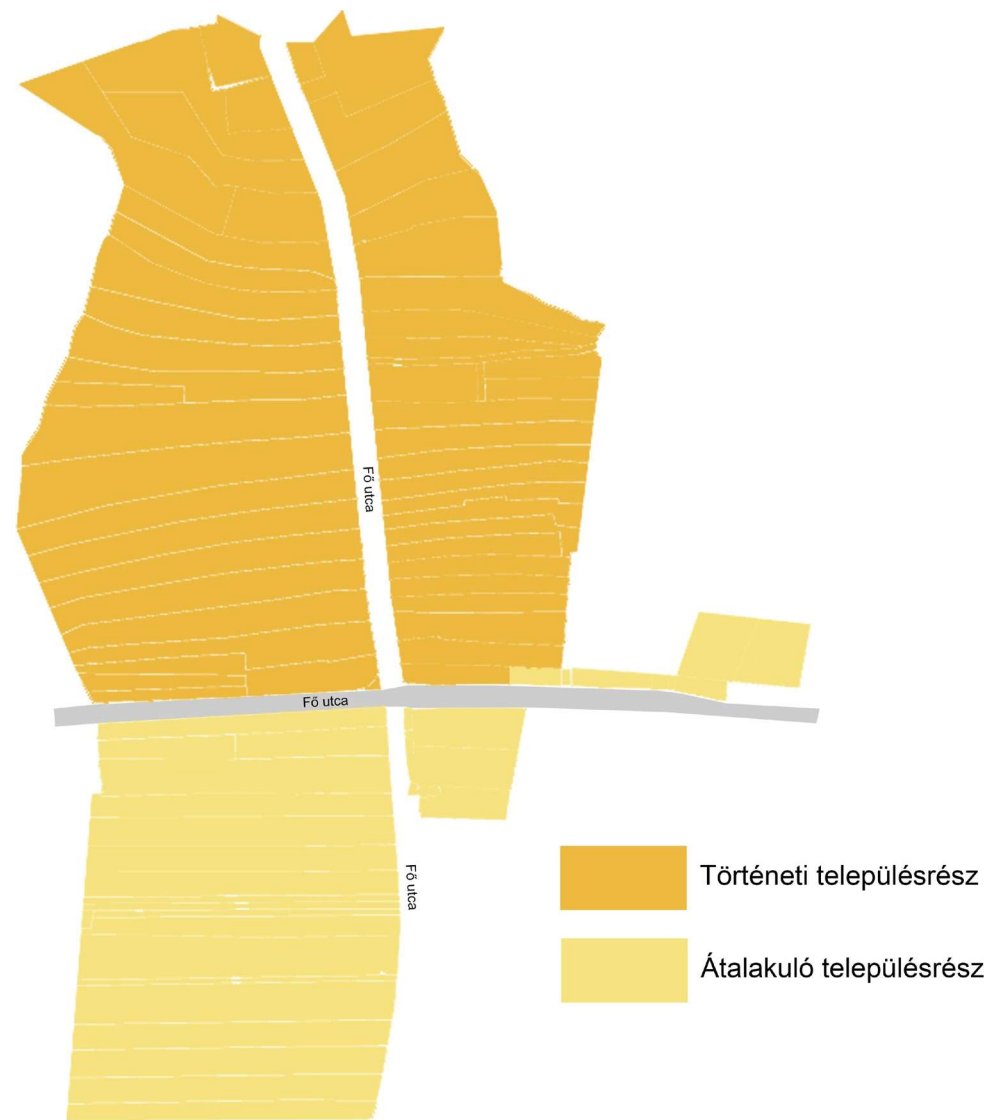 Fő utca
Fő utca
Fő utca
Történeti településrész
Átalakuló településrész